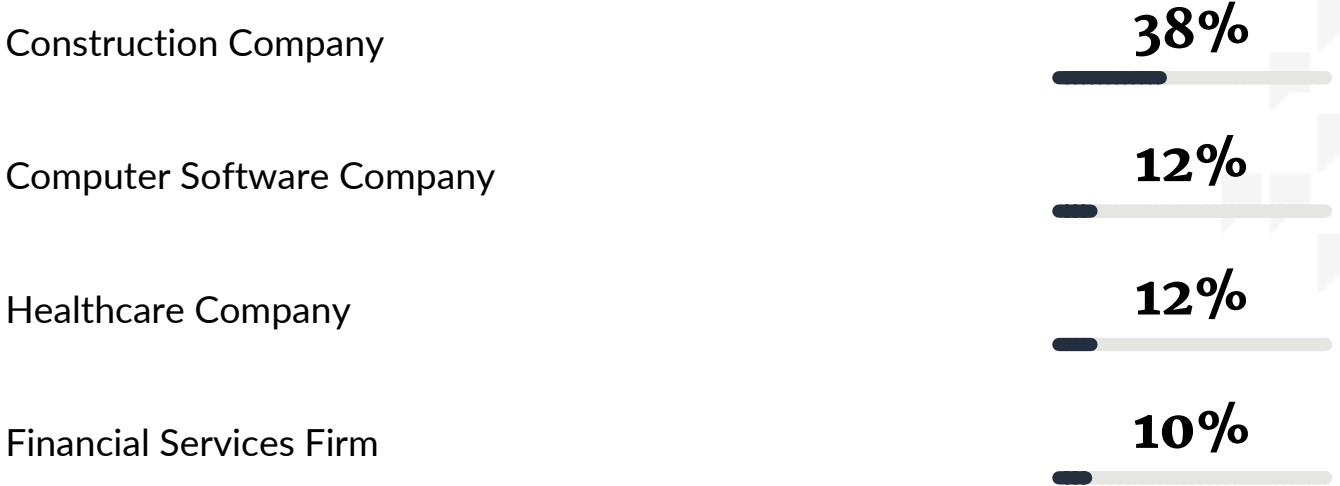 Construction Company 38%
Computer Software Company 12%
Healthcare Company 12%
Financial Services Firm 10%